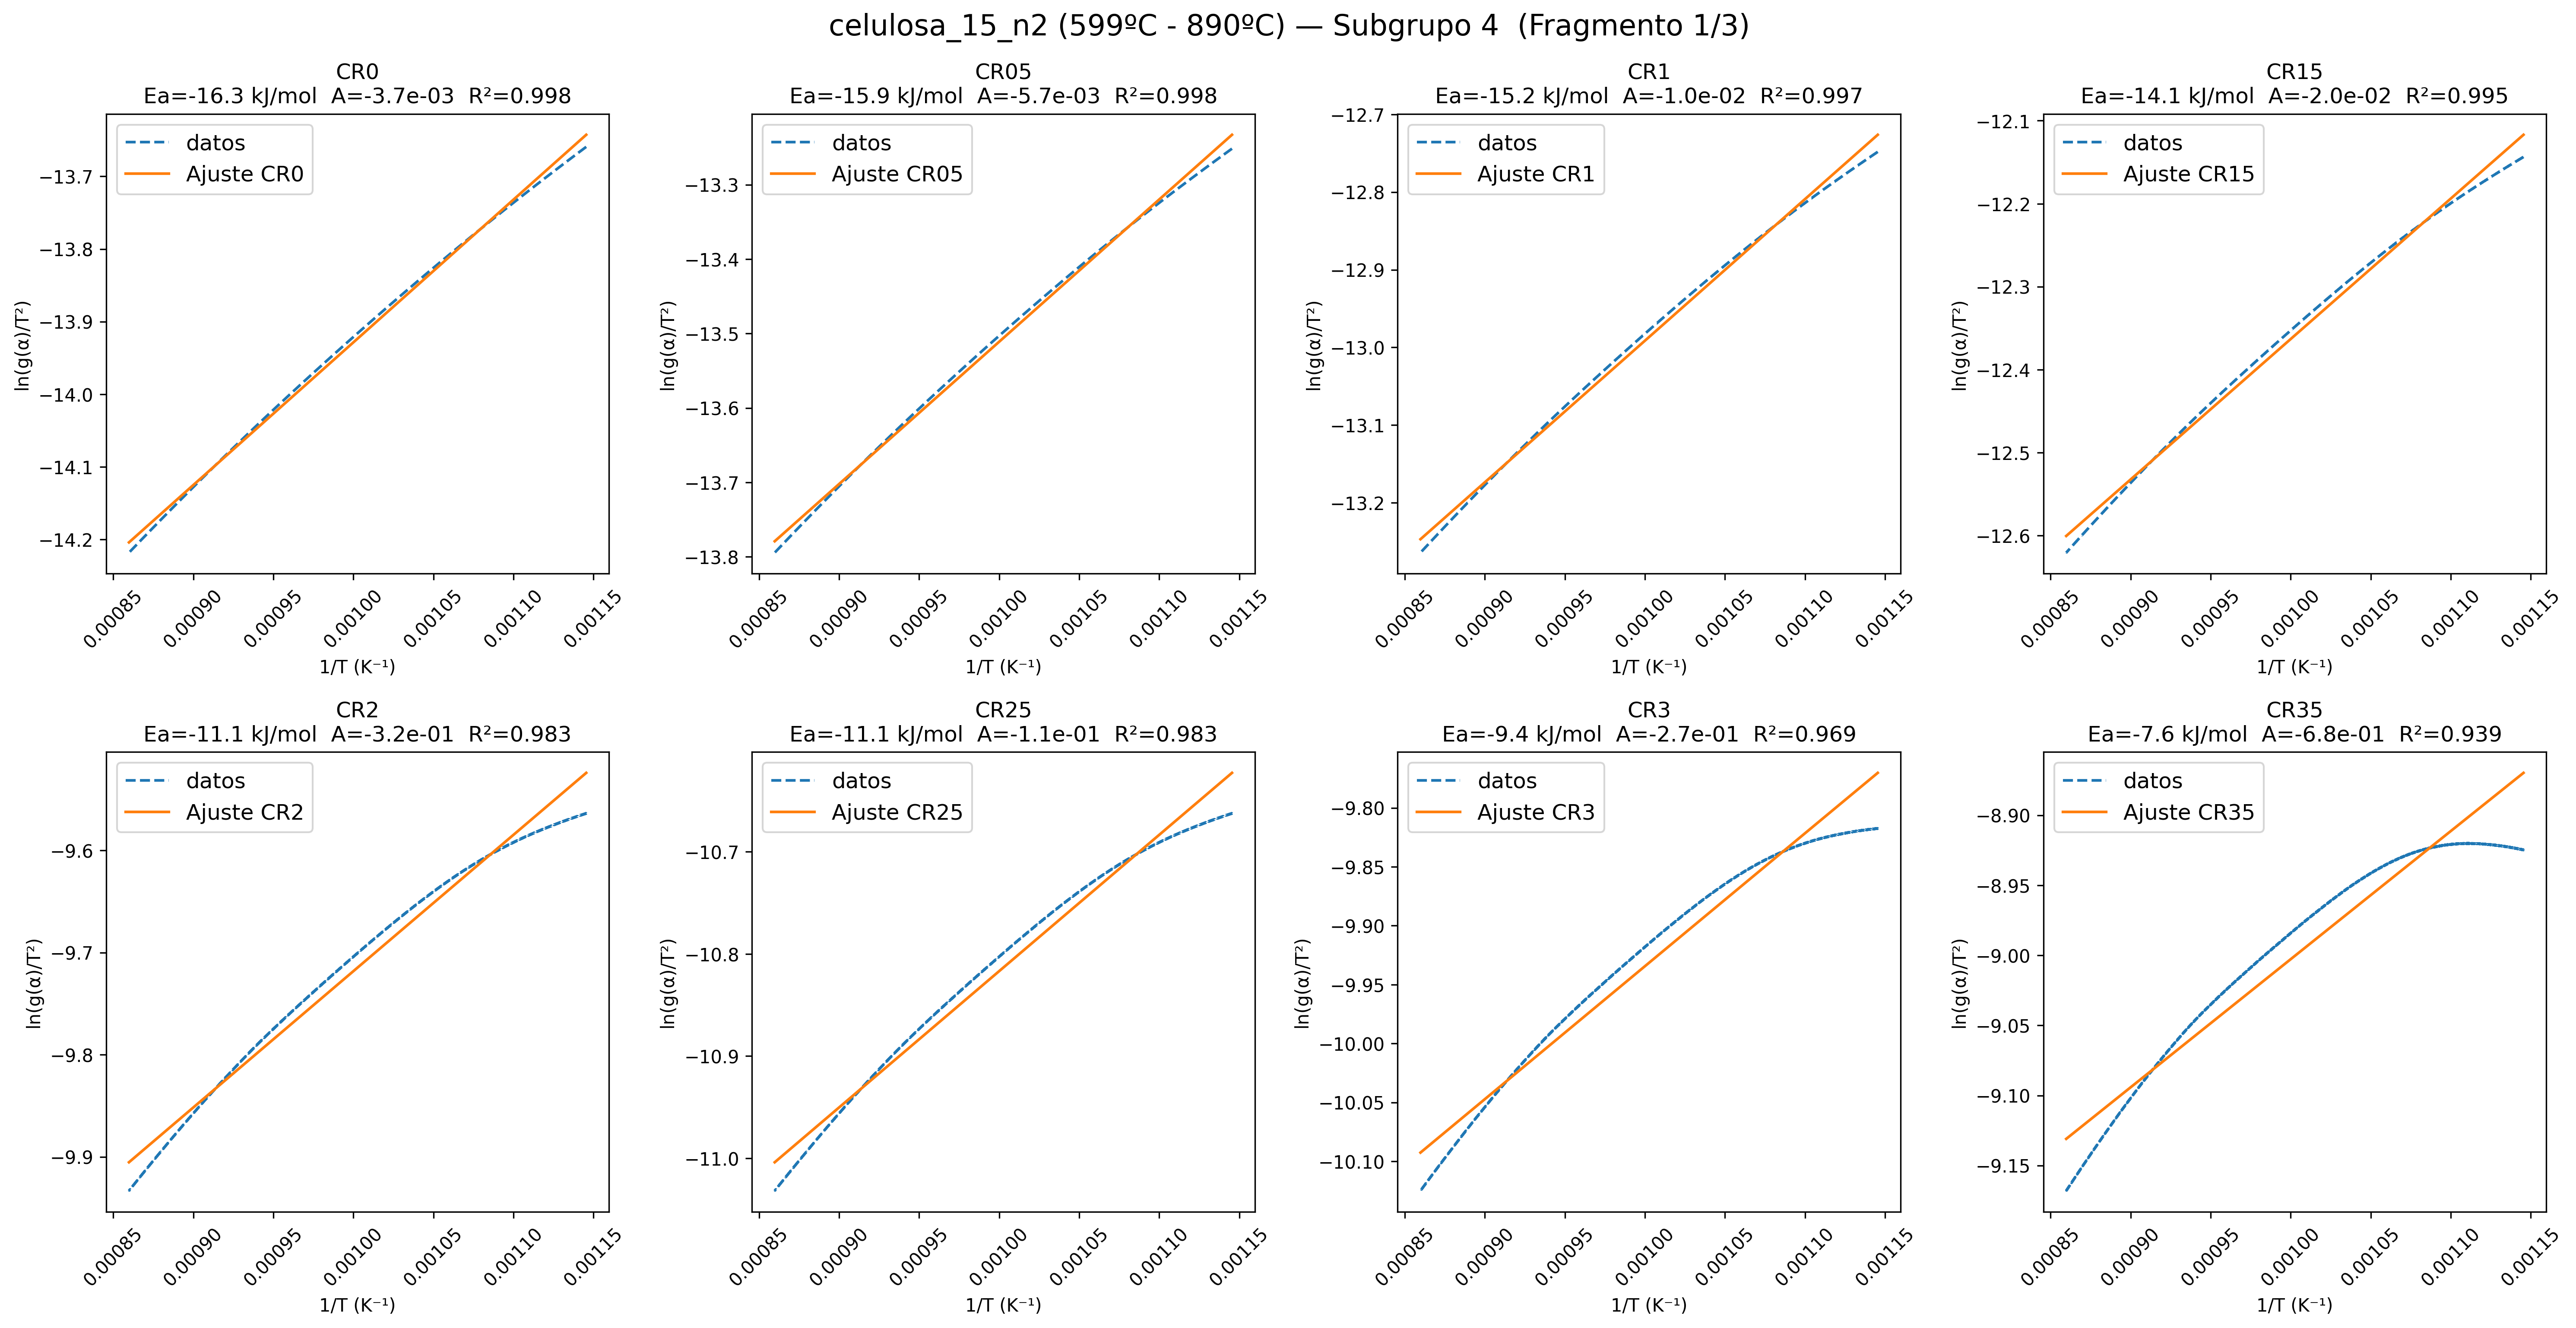 celulosa_15_n2 (599ºC - 890ºC) — Subgrupo 4  (Fragmento 1/3)
CR0
Ea=-16.3 kJ/mol  A=-3.7e-03  R²=0.998
datos
Ajuste CR0
ln(g(α)/T²)
−13.7
−13.8
−13.9
−14.0
−14.1
−14.2
0.00085
0.00090
0.00095
0.00100
0.00105
0.00110
0.00115
1/T (K⁻¹)
CR05
Ea=-15.9 kJ/mol  A=-5.7e-03  R²=0.998
datos
Ajuste CR05
ln(g(α)/T²)
−13.3
−13.4
−13.5
−13.6
−13.7
−13.8
0.00085
0.00090
0.00095
0.00100
0.00105
0.00110
0.00115
1/T (K⁻¹)
CR1
Ea=-15.2 kJ/mol  A=-1.0e-02  R²=0.997
datos
Ajuste CR1
ln(g(α)/T²)
−12.7
−12.8
−12.9
−13.0
−13.1
−13.2
0.00085
0.00090
0.00095
0.00100
0.00105
0.00110
0.00115
1/T (K⁻¹)
CR15
Ea=-14.1 kJ/mol  A=-2.0e-02  R²=0.995
datos
Ajuste CR15
ln(g(α)/T²)
−12.1
−12.2
−12.3
−12.4
−12.5
−12.6
0.00085
0.00090
0.00095
0.00100
0.00105
0.00110
0.00115
1/T (K⁻¹)
CR2
Ea=-11.1 kJ/mol  A=-3.2e-01  R²=0.983
datos
Ajuste CR2
ln(g(α)/T²)
−9.6
−9.7
−9.8
−9.9
0.00085
0.00090
0.00095
0.00100
0.00105
0.00110
0.00115
1/T (K⁻¹)
CR25
Ea=-11.1 kJ/mol  A=-1.1e-01  R²=0.983
datos
Ajuste CR25
ln(g(α)/T²)
−10.7
−10.8
−10.9
−11.0
0.00085
0.00090
0.00095
0.00100
0.00105
0.00110
0.00115
1/T (K⁻¹)
CR3
Ea=-9.4 kJ/mol  A=-2.7e-01  R²=0.969
datos
Ajuste CR3
ln(g(α)/T²)
−9.80
−9.85
−9.90
−9.95
−10.00
−10.05
−10.10
0.00085
0.00090
0.00095
0.00100
0.00105
0.00110
0.00115
1/T (K⁻¹)
CR35
Ea=-7.6 kJ/mol  A=-6.8e-01  R²=0.939
datos
Ajuste CR35
ln(g(α)/T²)
−8.90
−8.95
−9.00
−9.05
−9.10
−9.15
0.00085
0.00090
0.00095
0.00100
0.00105
0.00110
0.00115
1/T (K⁻¹)